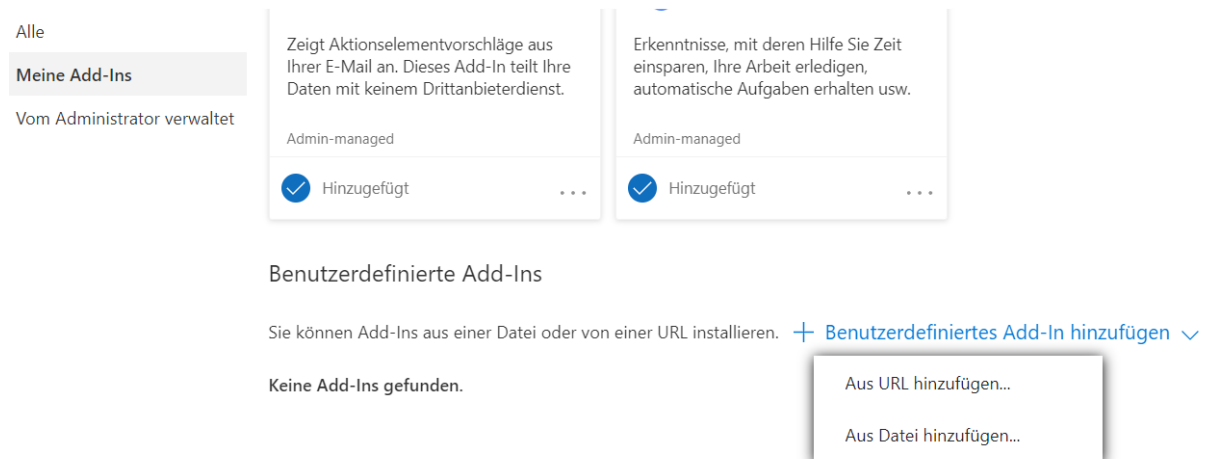 Alle
Meine Add-Ins
Vom Administrator verwaltet
Zeigt Aktionselementvorschläge aus
Ihrer E-Mail an. Dieses Add-In teilt Ihre
Daten mit keinem Drittanbieterdienst.
Admin-managed
Hinzugefügt
Erkenntnisse, mit deren Hilfe Sie Zeit
einsparen, Ihre Arbeit erledigen,
automatische Aufgaben erhalten usw.
Admin-managed
Hinzugefügt
Benutzerdefinierte Add-Ins
Sie können Add-Ins aus einer Datei oder von einer URL installieren. + Benutzerdefiniertes Add-In hinzufügen
Keine Add-Ins gefunden.
Aus URL hinzufügen...
Aus Datei hinzufügen...